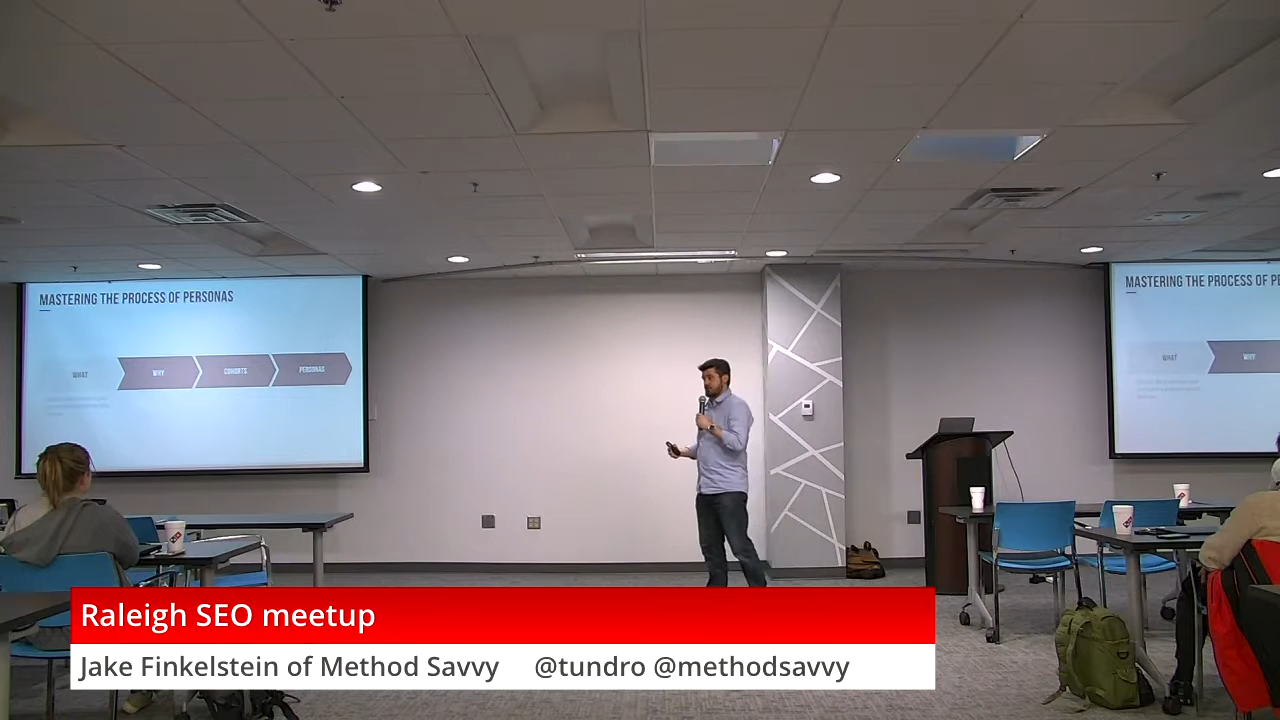 MASTERING THE PROCESS OF PERSONAS
WHAT
WHY
COHORTS
PERSONAS
MASTERING THE PROCESS OF PE
WHAT
WHY
Raleigh SEO meetup
Jake Finkelstein of Method Savvy @tundro @methodsavvy